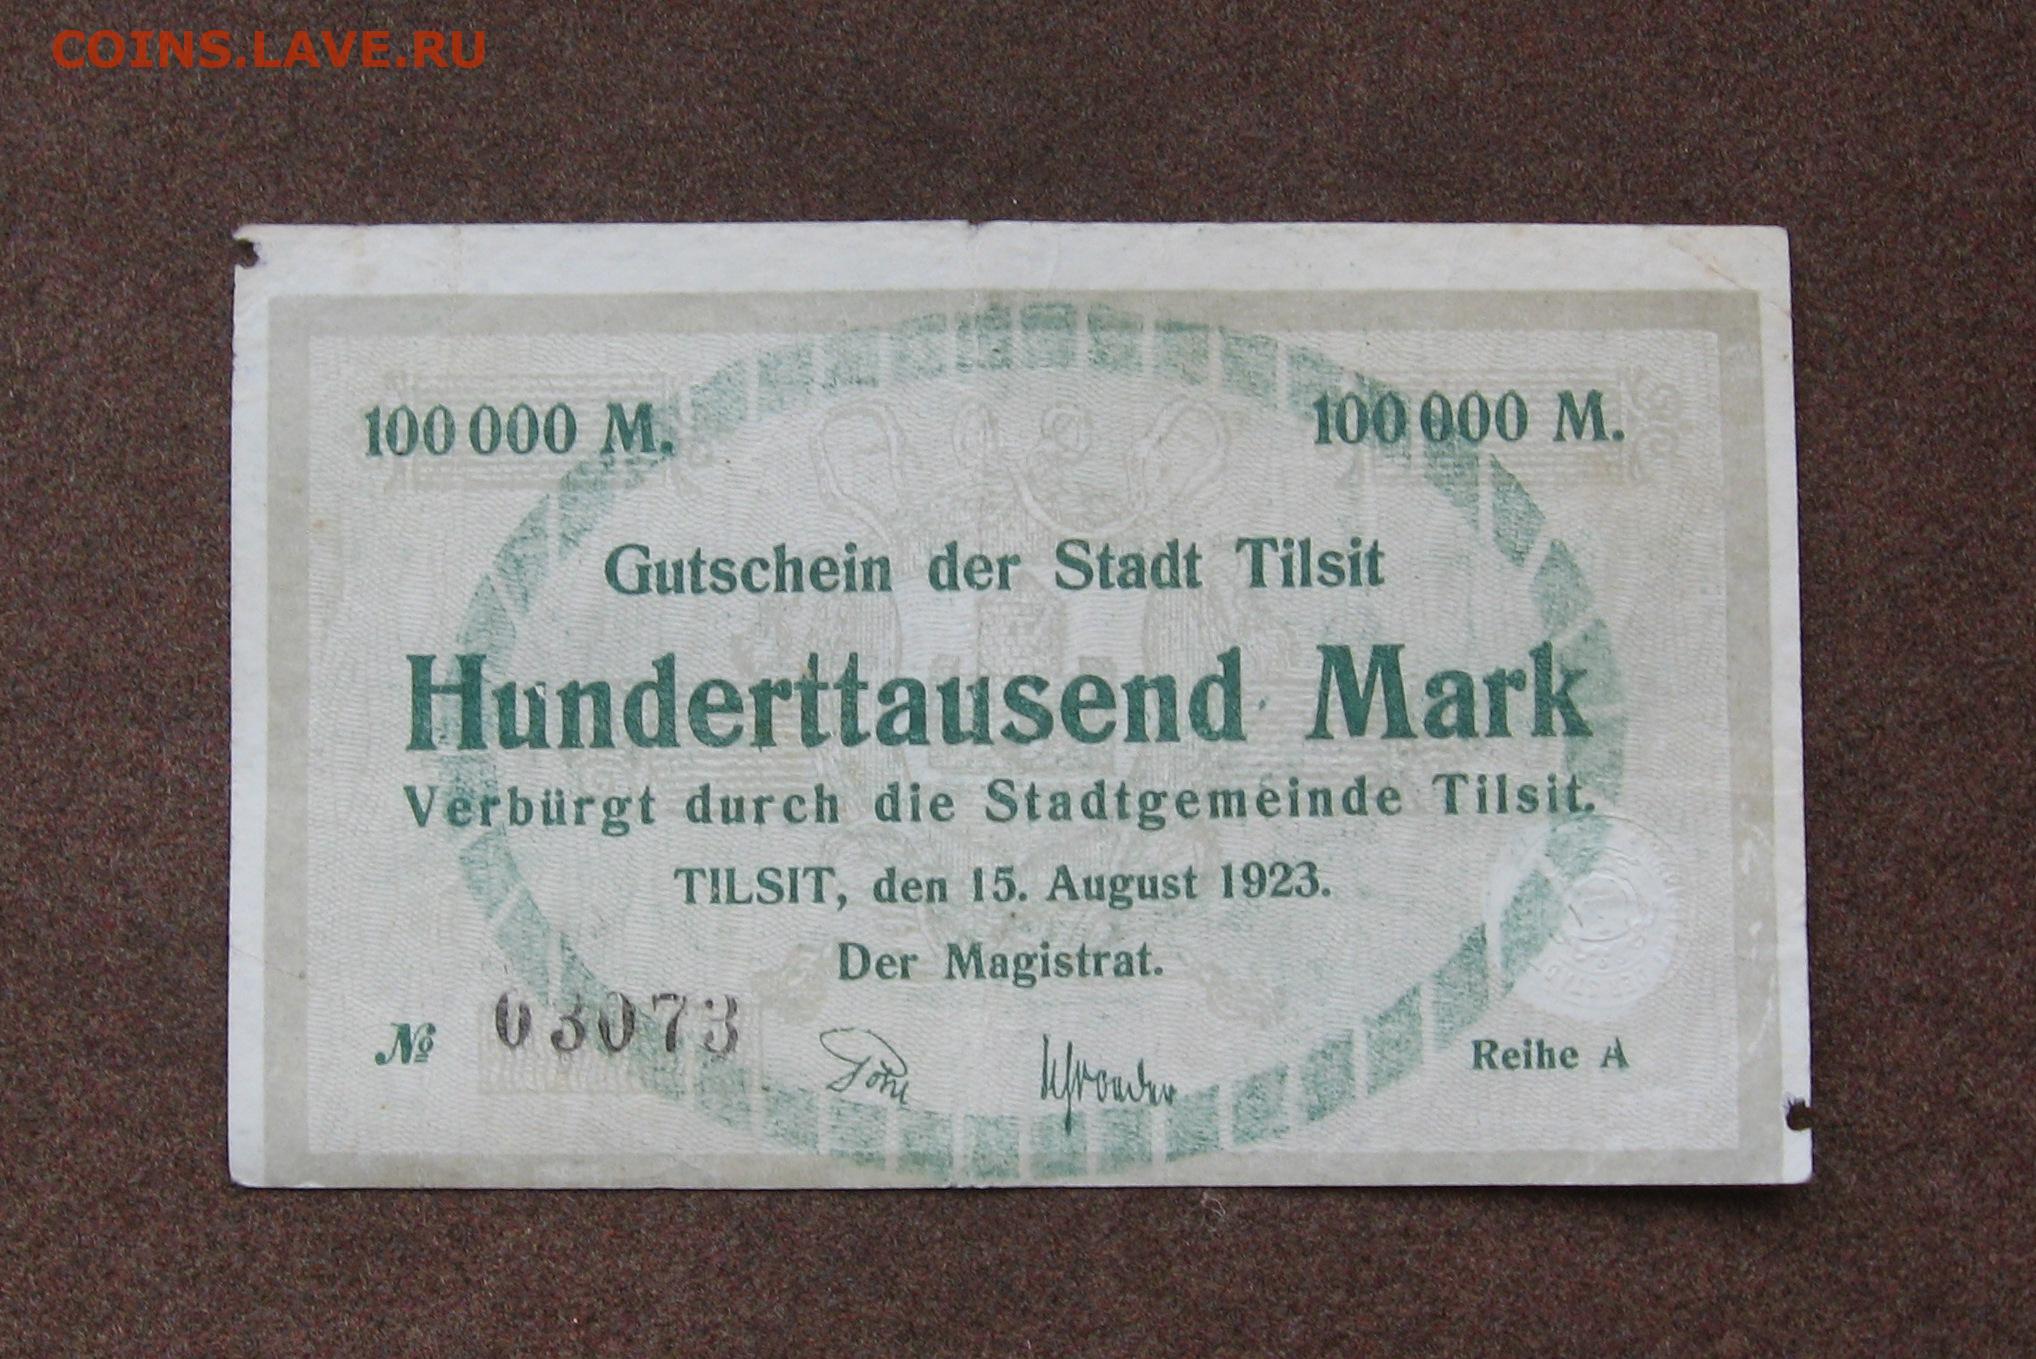 COINS.LAVE.RU
100 000 M. 100 000 M.
Gutschein der Stadt Tilsit
Hunderttausend Mark
Verbürgt durch die Stadtgemeinde Tilsit.
TILSIT, den 15. August 1923.
Der Magistrat.
№ 03073
Reihe A